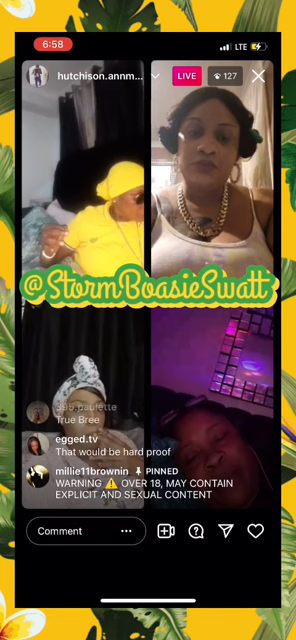 6:58
LTE
hutchison.annm...
LIVE
127
@StormBoasieSwatt
True Bree
egged.tv
That would be hard proof
millie11brownin PINNED
WARNING ⚠️ OVER 18, MAY CONTAIN
EXPLICIT AND SEXUAL CONTENT
Comment